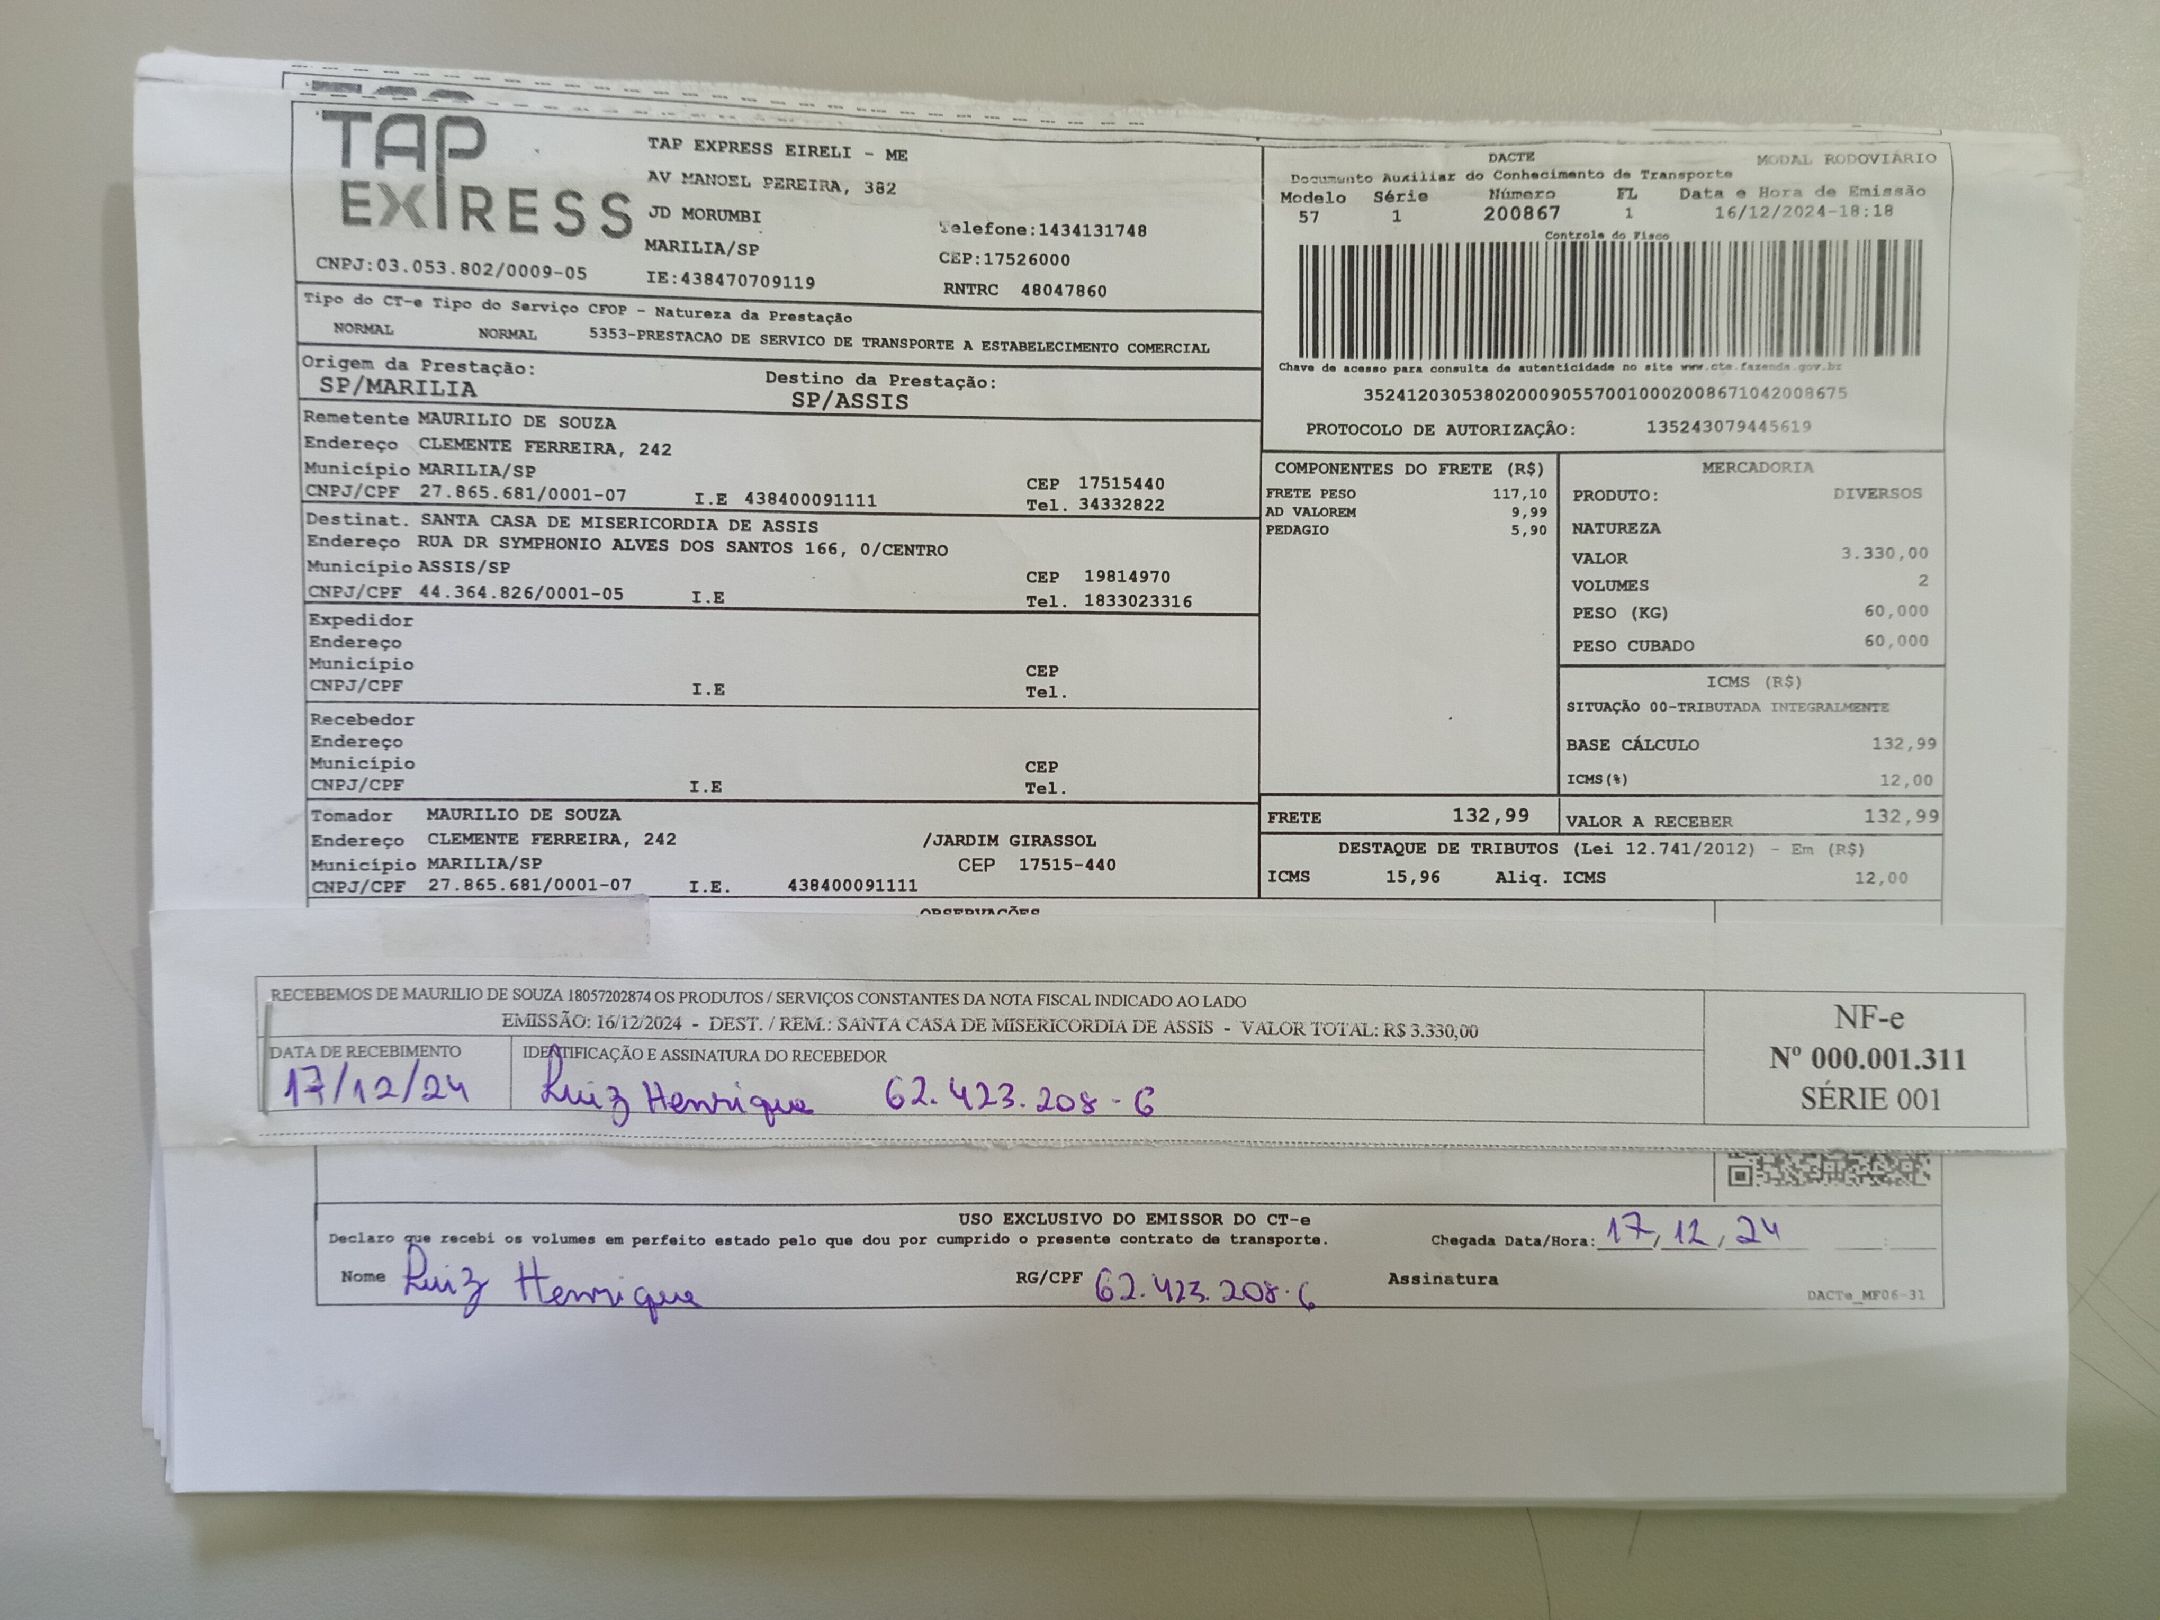 TAP EXPRESS
TAP EXPRESS EIRELI - ME
AV MANOEL PEREIRA, 382
JD MORUMBI
Telefone:1434131748
MARILIA/SP
CEP:17526000
CNPJ:03.053.802/0009-05
IE:438470709119
RNTRC 48047860
DACTE MODAL RODOVIÁRIO
Documento Auxiliar do Conhecimento de Transporte
Modelo Série Número FL Data e Hora de Emissão
57 1 200867 1 16/12/2024-18:18
Controle do Fisco
Chave de acesso para consulta de autenticidade no site www.cte.fazenda.gov.br
35241203053802000905570010002008671042008675
PROTOCOLO DE AUTORIZAÇÃO: 135243079445619
Tipo do CT-e Tipo do Serviço CFOP - Natureza da Prestação
NORMAL NORMAL 5353-PRESTACAO DE SERVICO DE TRANSPORTE A ESTABELECIMENTO COMERCIAL
Origem da Prestação: Destino da Prestação:
SP/MARILIA SP/ASSIS
Remetente MAURILIO DE SOUZA
Endereço CLEMENTE FERREIRA, 242
Município MARILIA/SP CEP 17515440
CNPJ/CPF 27.865.681/0001-07 I.E 438400091111 Tel. 34332822
Destinat. SANTA CASA DE MISERICORDIA DE ASSIS
Endereço RUA DR SYMPHONIO ALVES DOS SANTOS 166, 0/CENTRO
Município ASSIS/SP CEP 19814970
CNPJ/CPF 44.364.826/0001-05 I.E Tel. 1833023316
Expedidor
Endereço
Município CEP
CNPJ/CPF I.E Tel.
Recebedor
Endereço
Município CEP
CNPJ/CPF I.E Tel.
Tomador MAURILIO DE SOUZA
Endereço CLEMENTE FERREIRA, 242 /JARDIM GIRASSOL
Município MARILIA/SP CEP 17515-440
CNPJ/CPF 27.865.681/0001-07 I.E. 438400091111
COMPONENTES DO FRETE (R$)
FRETE PESO 117,10
AD VALOREM 9,99
PEDAGIO 5,90
MERCADORIA
PRODUTO: DIVERSOS
NATUREZA
VALOR 3.330,00
VOLUMES 2
PESO (KG) 60,000
PESO CUBADO 60,000
ICMS (R$)
SITUAÇÃO 00-TRIBUTADA INTEGRALMENTE
BASE CÁLCULO 132,99
ICMS(%) 12,00
FRETE 132,99 VALOR A RECEBER 132,99
DESTAQUE DE TRIBUTOS (Lei 12.741/2012) - Em (R$)
ICMS 15,96 Aliq. ICMS 12,00
OBSERVAÇÕES
RECEBEMOS DE MAURILIO DE SOUZA 18057202874 OS PRODUTOS / SERVIÇOS CONSTANTES DA NOTA FISCAL INDICADO AO LADO
EMISSÃO: 16/12/2024 - DEST. / REM.: SANTA CASA DE MISERICORDIA DE ASSIS - VALOR TOTAL: R$ 3.330,00
DATA DE RECEBIMENTO IDENTIFICAÇÃO E ASSINATURA DO RECEBEDOR
17/12/24 Luiz Henrique 62.423.208-6
NF-e
Nº 000.001.311
SÉRIE 001
USO EXCLUSIVO DO EMISSOR DO CT-e
Declaro que recebi os volumes em perfeito estado pelo que dou por cumprido o presente contrato de transporte. Chegada Data/Hora: 17/12/24
Nome Luiz Henrique RG/CPF 62.423.208-6 Assinatura
DACTe_MF06-31